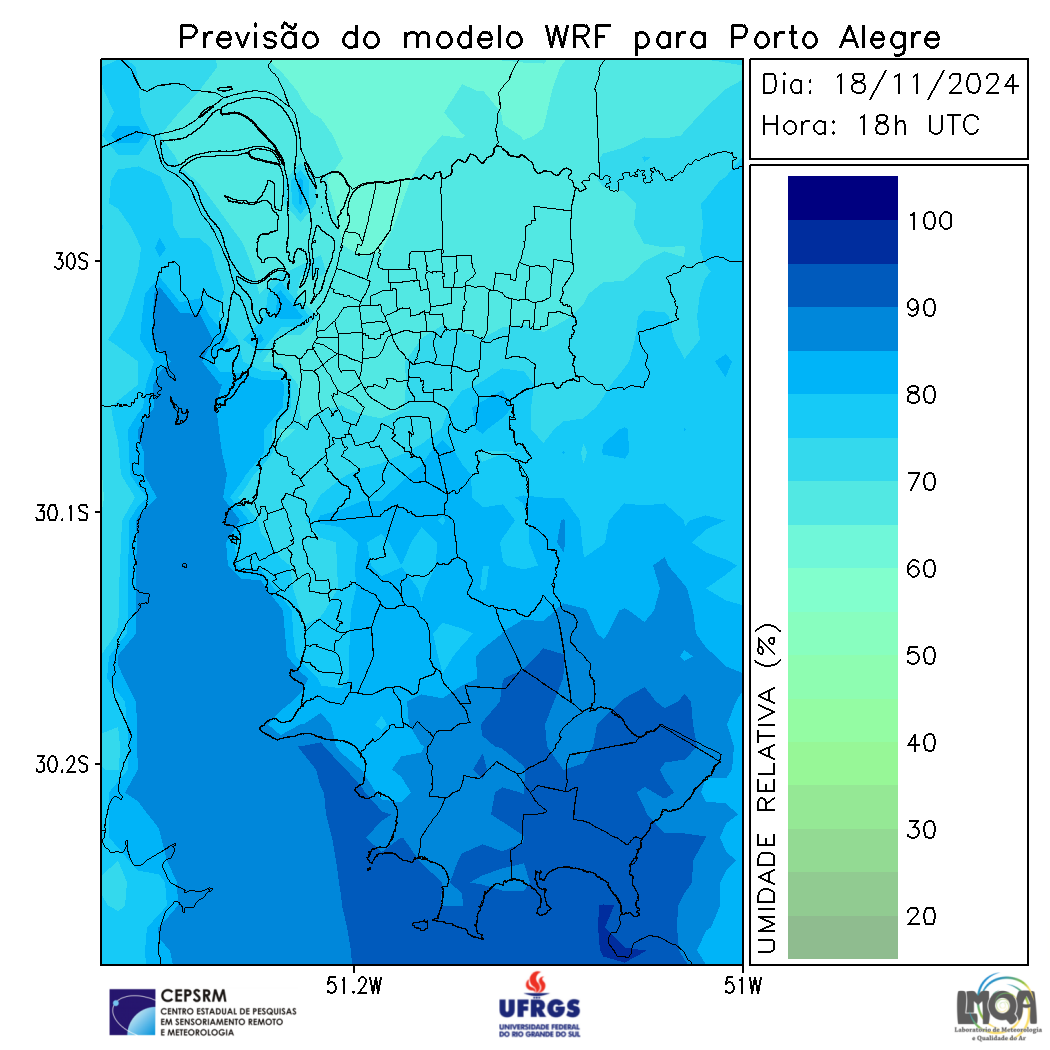 Previsão do modelo WRF para Porto Alegre
Dia: 18/11/2024
Hora: 18h UTC
30S
30.1S
30.2S
51.2W
51W
UMIDADE RELATIVA (%)
100
90
80
70
60
50
40
30
20
CEPSRM
CENTRO ESTADUAL DE PESQUISAS
EM SENSORIAMENTO REMOTO
E METEOROLOGIA
UFRGS
UNIVERSIDADE FEDERAL
DO RIO GRANDE DO SUL
LMQA
Laboratório de Meteorologia
e Qualidade do Ar